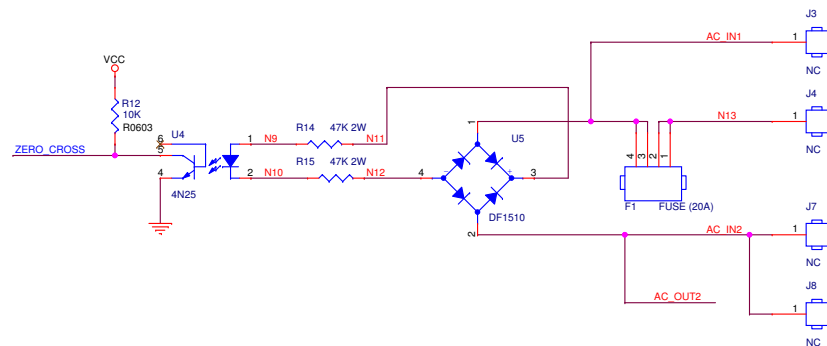 J3
AC_IN1
1
NC
VCC
R12
10K
R0603
U4
R14 47K 2W
N9
N11
1
U5
J4
N13
1
NC
6
5
ZERO_CROSS
4
4N25
1
2
R15 47K 2W
N10
N12
4
3
- +
DF1510
2
4
3
2
1
F1 FUSE (20A)
J7
AC_IN2
1
NC
AC_OUT2
J8
1
NC